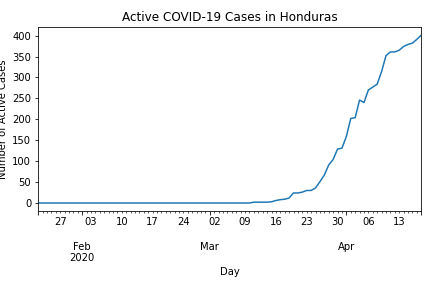 Active COVID-19 Cases in Honduras
Number of Active Cases
400
350
300
250
200
150
100
50
0
27 03 10 17 24 02 09 16 23 30 06 13
Feb Mar Apr
2020
Day